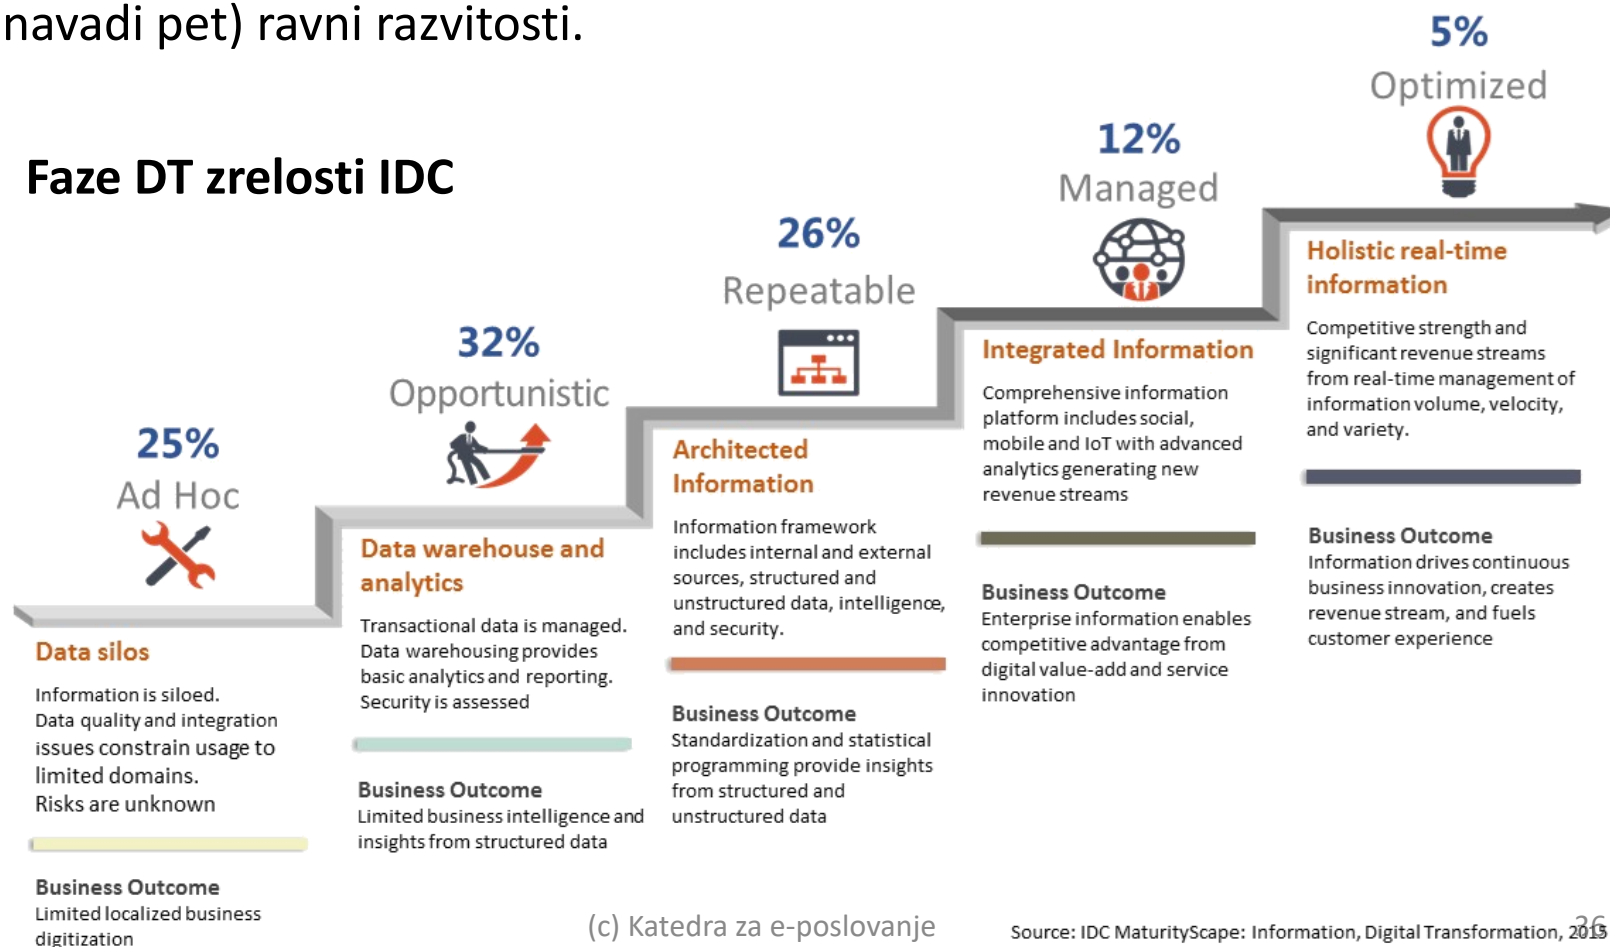 navadi pet) ravni razvitosti.
Faze DT zrelosti IDC
25%
Ad Hoc
Data silos
Information is siloed.
Data quality and integration
issues constrain usage to
limited domains.
Risks are unknown
Business Outcome
Limited localized business
digitization
32%
Opportunistic
Data warehouse and
analytics
Transactional data is managed.
Data warehousing provides
basic analytics and reporting.
Security is assessed
Business Outcome
Limited business intelligence and
insights from structured data
26%
Repeatable
Architected
Information
Information framework
includes internal and external
sources, structured and
unstructured data, intelligence,
and security.
Business Outcome
Standardization and statistical
programming provide insights
from structured and
unstructured data
12%
Managed
Integrated Information
Comprehensive information
platform includes social,
mobile and IoT with advanced
analytics generating new
revenue streams
Business Outcome
Enterprise information enables
competitive advantage from
digital value-add and service
innovation
5%
Optimized
Holistic real-time
information
Competitive strength and
significant revenue streams
from real-time management of
information volume, velocity,
and variety.
Business Outcome
Information drives continuous
business innovation, creates
revenue stream, and fuels
customer experience
(c) Katedra za e-poslovanje
Source: IDC MaturityScape: Information, Digital Transformation, 2015
36